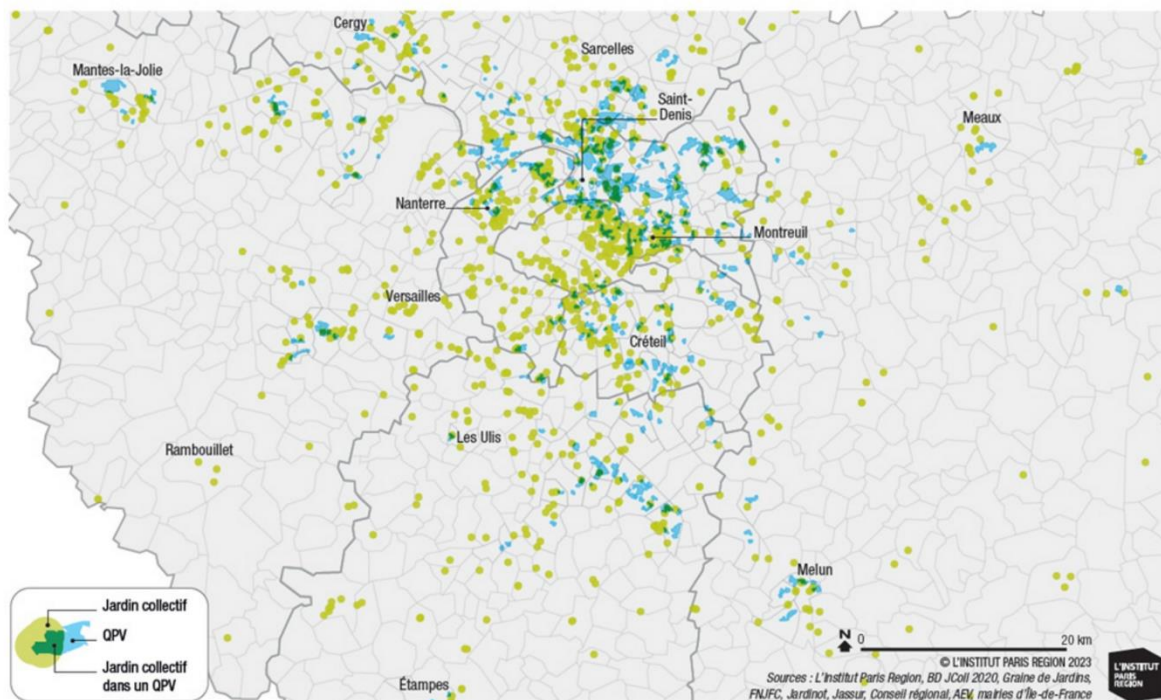 Cergy
Sarcelles
Mantes-la-Jolie
Saint-
Denis
Meaux
Nanterre
Montreuil
Versailles
Créteil
Les Ulis
Rambouillet
Melun
Étampes
Jardin collectif
QPV
Jardin collectif
dans un QPV
N
0
20 km
© L'INSTITUT PARIS REGION 2023
Sources : L'Institut Paris Region, BD JColl 2020, Graine de Jardins,
FNJFC, Jardinot, Jassur, Conseil régional, AEV, mairies d'Île-de-France
L'INSTITUT
PARIS
REGION